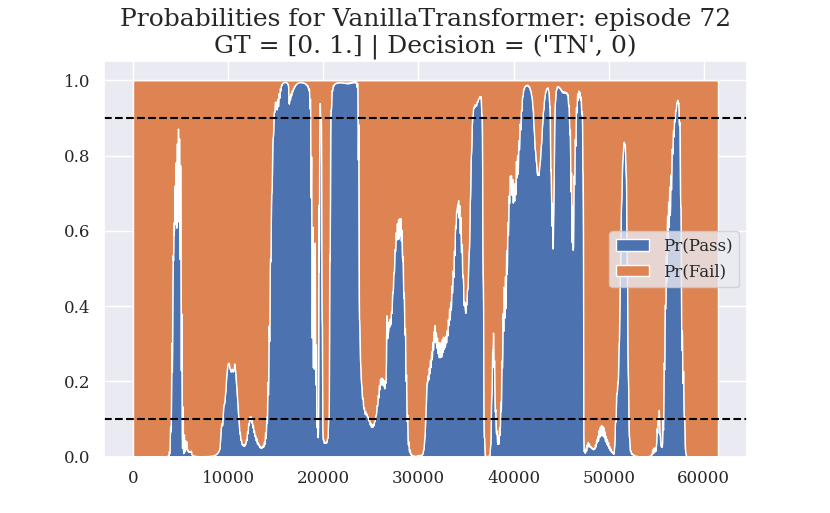 Probabilities for VanillaTransformer: episode 72
GT = [0. 1.] | Decision = ('TN', 0)
1.0
0.8
0.6
0.4
0.2
0.0
Pr(Pass)
Pr(Fail)
0 10000 20000 30000 40000 50000 60000